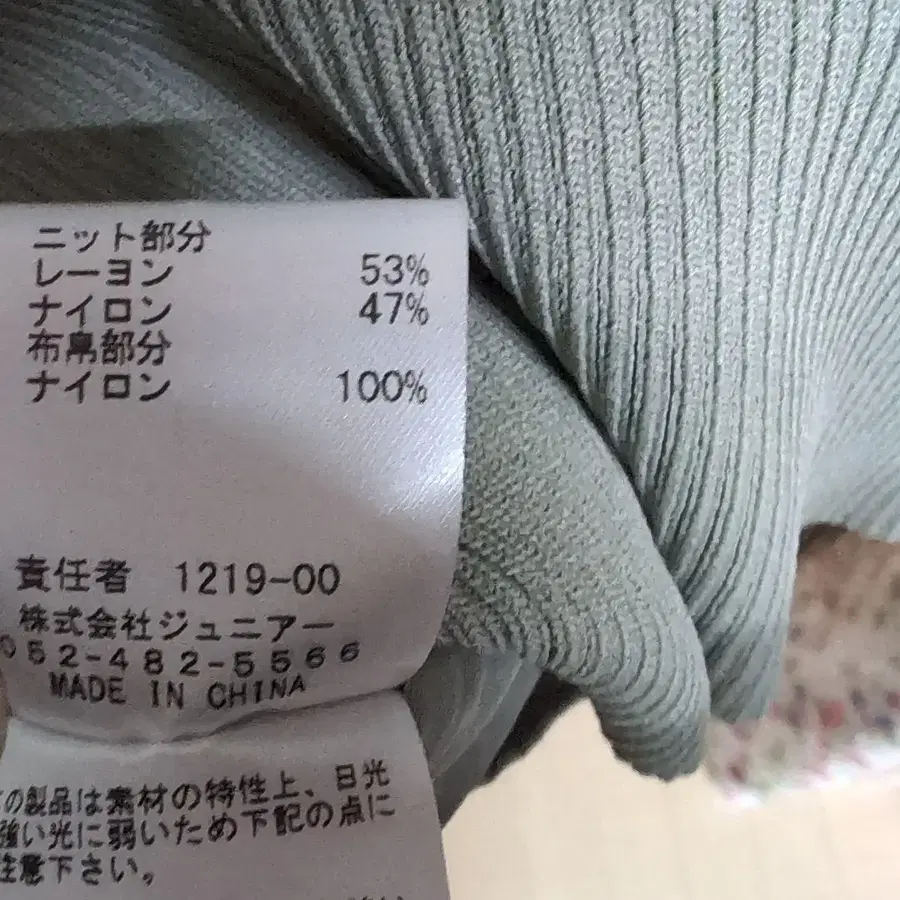 ニット部分
レーヨン 53%
ナイロン 47%
布帛部分
ナイロン 100%
責任者 1219-00
株式会社ジュニアー
052-482-5566
MADE IN CHINA
の製品は素材の特性上、日光
強い光に弱いため下記の点に
注意下さい。